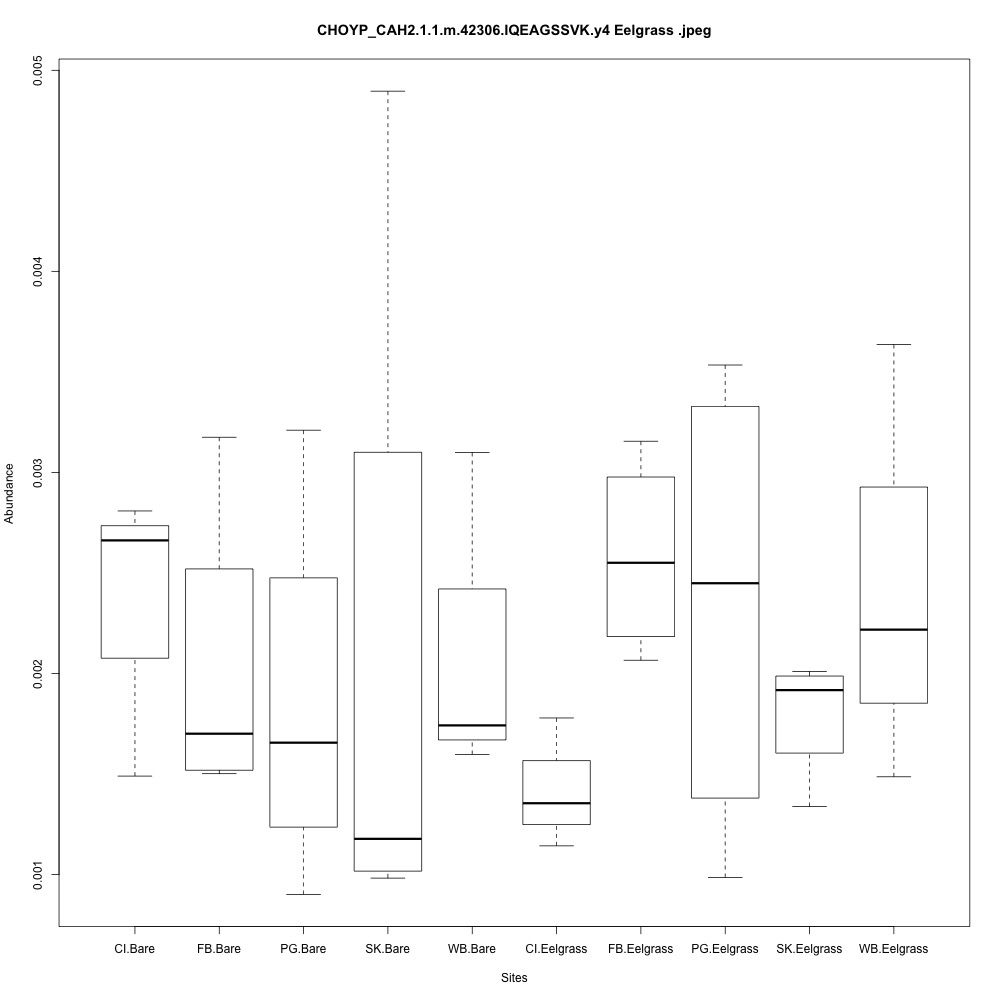 CHOYP_CAH2.1.1.m.42306.IQEAGSSVK.y4 Eelgrass .jpeg
0.005
0.004
0.003
0.002
0.001
Abundance
CI.Bare FB.Bare PG.Bare SK.Bare WB.Bare CI.Eelgrass FB.Eelgrass PG.Eelgrass SK.Eelgrass WB.Eelgrass
Sites